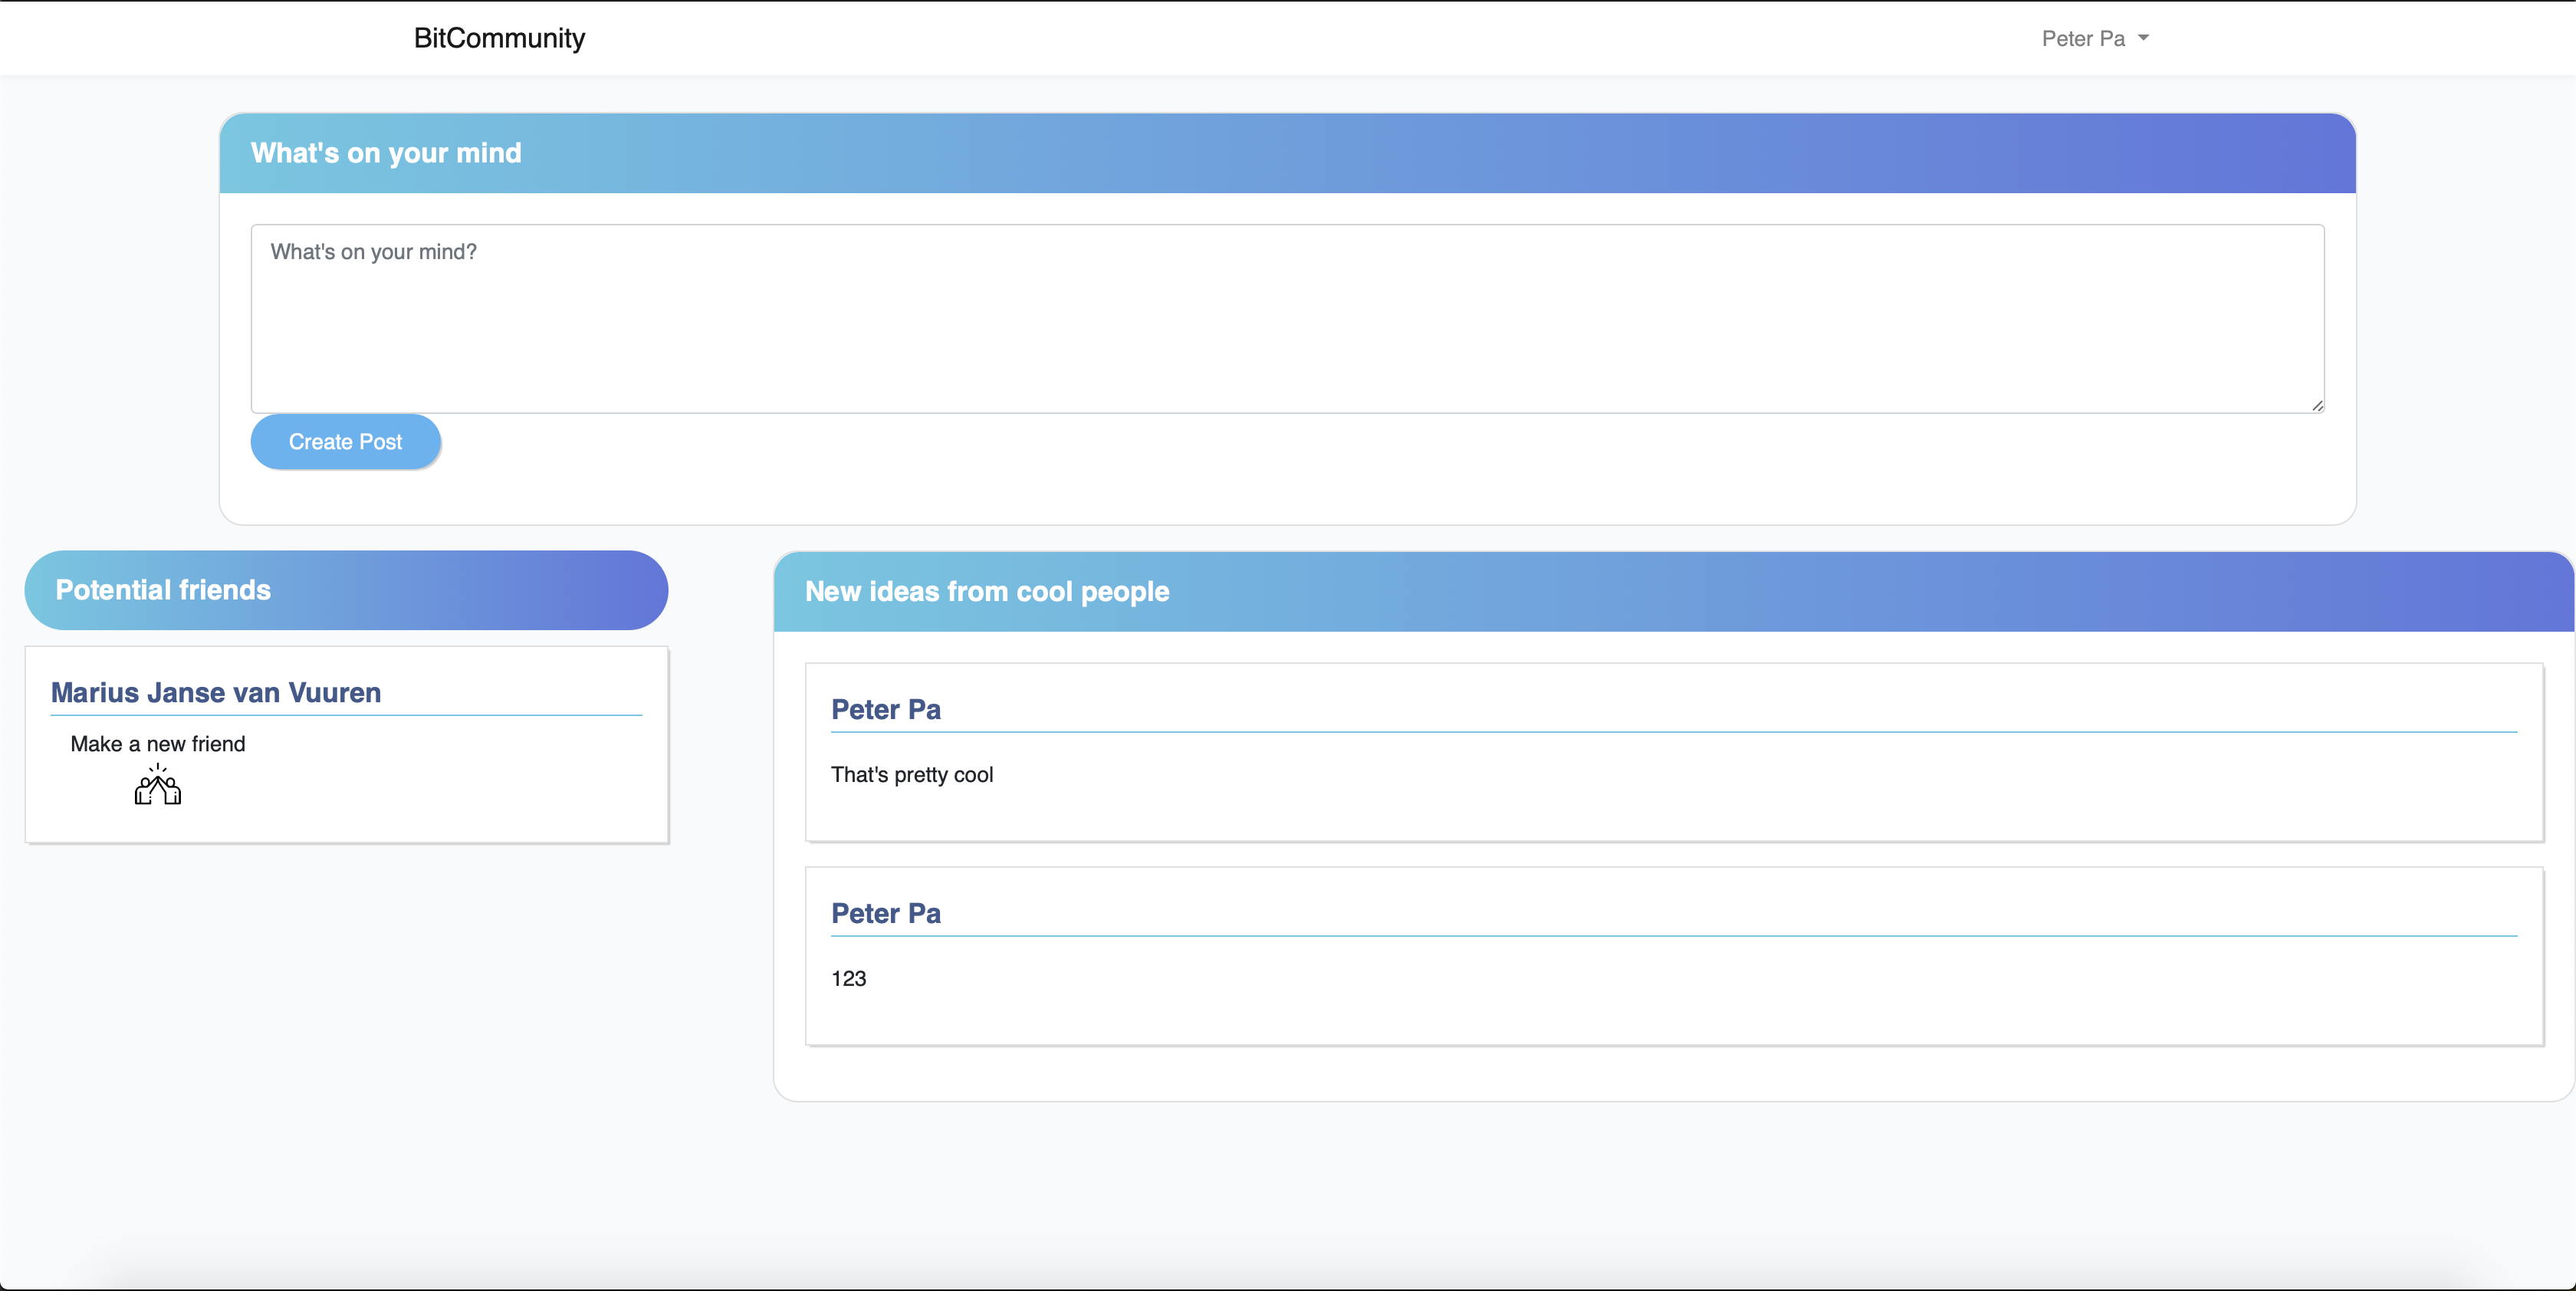 BitCommunity
Peter Pa
What's on your mind
What's on your mind?
Create Post
Potential friends
Marius Janse van Vuuren
Make a new friend
New ideas from cool people
Peter Pa
That's pretty cool
Peter Pa
123